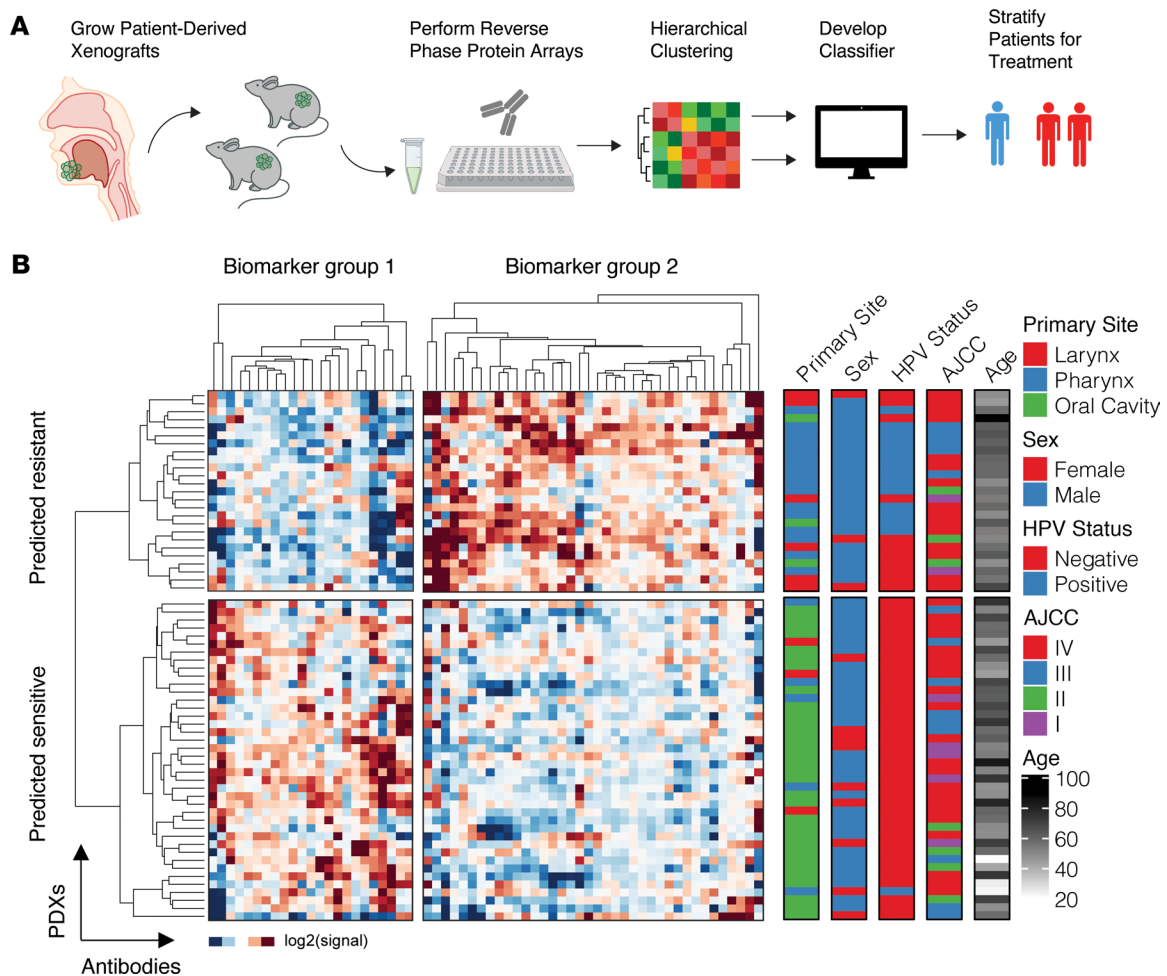 A
Grow Patient-Derived
Xenografts
Perform Reverse
Phase Protein Arrays
Hierarchical
Clustering
Develop
Classifier
Stratify
Patients for
Treatment
B
Biomarker group 1
Biomarker group 2
Primary Site
Sex
HPV Status
AJCC
Age
Predicted resistant
Predicted sensitive
PDXs
Antibodies
log2(signal)
Primary Site
Larynx
Pharynx
Oral Cavity
Sex
Female
Male
HPV Status
Negative
Positive
AJCC
IV
III
II
I
Age
100
80
60
40
20